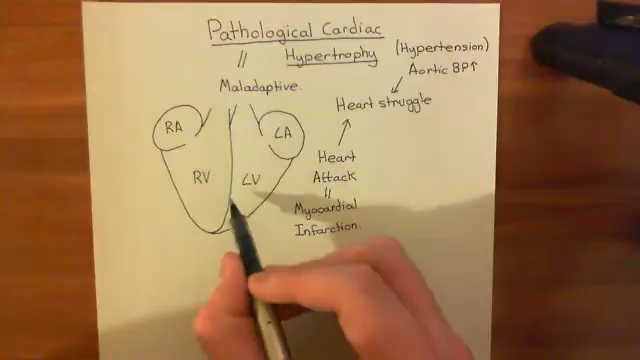 Pathological Cardiac
Hypertrophy
(Hypertension)
Aortic BP↑
Maladaptive.
Heart struggle
RA
LA
Heart
Attack
Myocardial
Infarction.
RV
LV